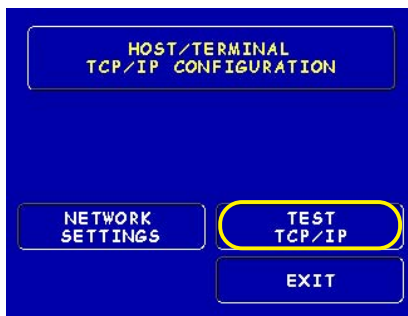 HOST/TERMINAL
TCP/IP CONFIGURATION
NETWORK
SETTINGS
TEST
TCP/IP
EXIT